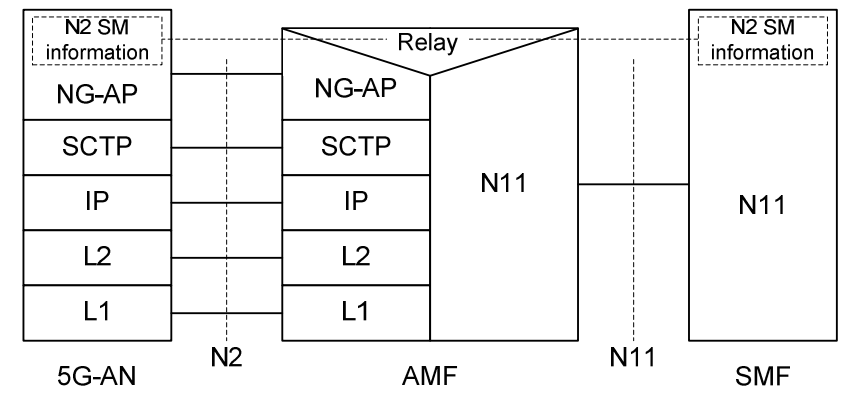 N2 SM
information
NG-AP
SCTP
IP
L2
L1
5G-AN
N2
Relay
NG-AP
SCTP
IP
L2
L1
N11
AMF
N11
N2 SM
information
N11
SMF